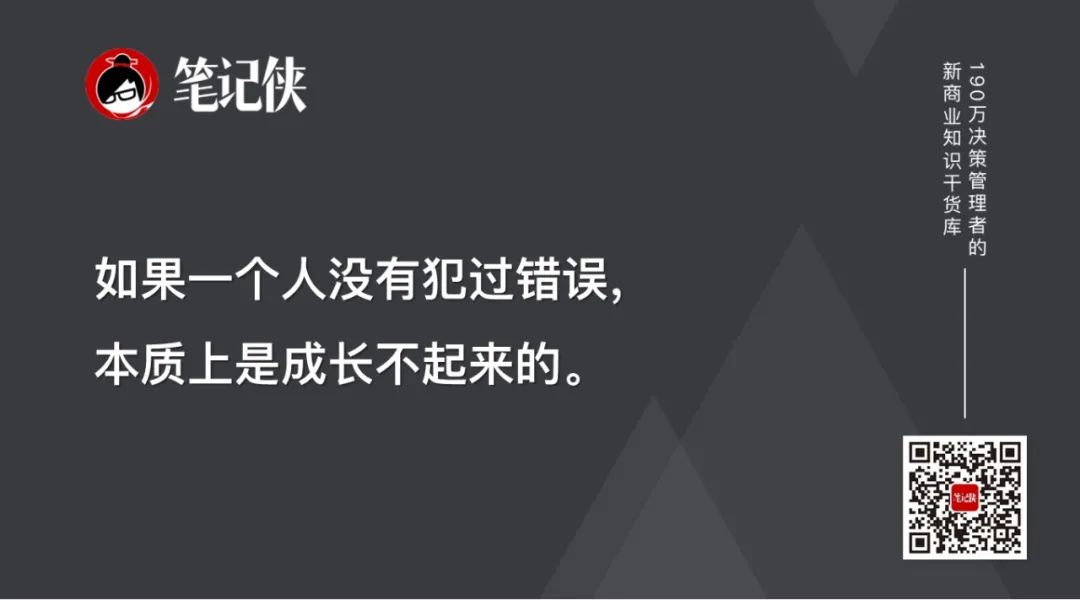 笔记侠
190万决策管理者的
新商业知识干货库
如果一个人没有犯过错误,
本质上是成长不起来的。
笔记侠